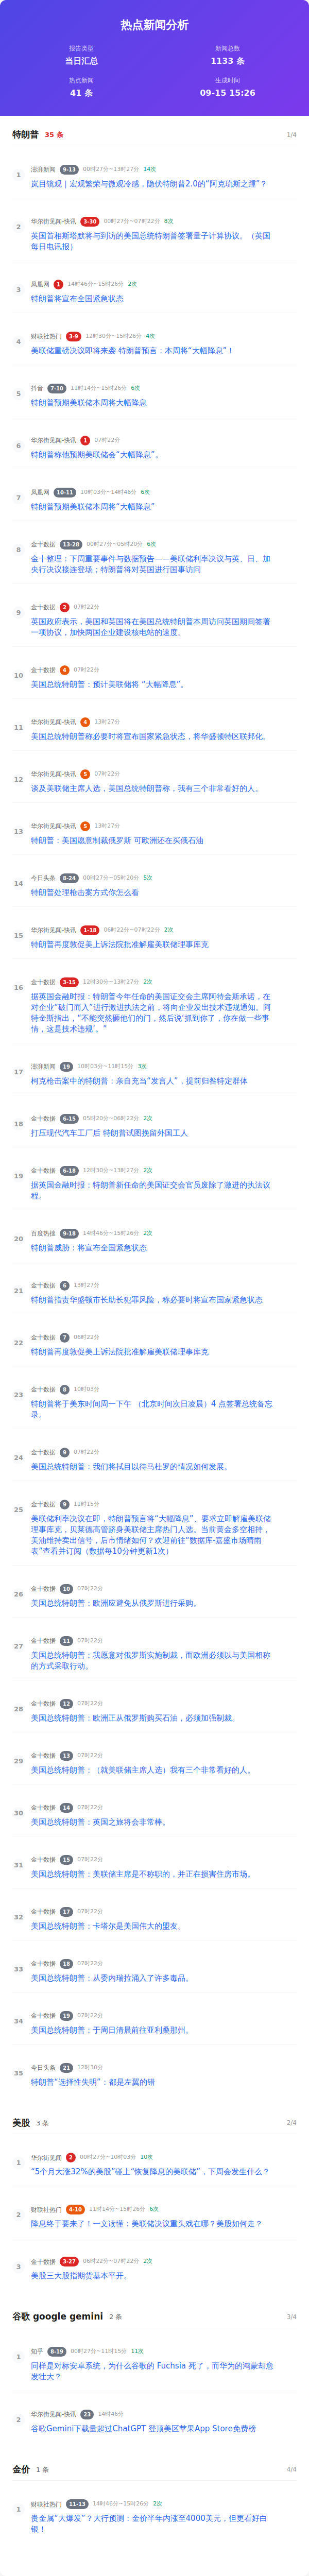 热点新闻分析
报告类型
当日汇总
新闻总数
1133 条
热点新闻
41 条
生成时间
09-15 15:26
特朗普 35 条 1/4
1 澎湃新闻 9-13 00时27分~13时27分 14次
岚目镜观｜宏观繁荣与微观冷感，隐伏特朗普2.0的“阿克琉斯之踵”？
2 华尔街见闻-快讯 3-30 00时27分~07时22分 8次
英国首相斯塔默将与到访的美国总统特朗普签署量子计算协议。（英国
每日电讯报）
3 凤凰网 1 14时46分~15时26分 2次
特朗普将宣布全国紧急状态
4 财联社热门 3-9 12时30分~15时26分 4次
美联储重磅决议即将来袭 特朗普预言：本周将“大幅降息”！
5 抖音 7-10 11时14分~15时26分 6次
特朗普预期美联储本周将大幅降息
6 华尔街见闻-快讯 1 07时22分
特朗普称他预期美联储会“大幅降息”。
7 凤凰网 10-11 10时03分~14时46分 6次
特朗普预期美联储本周将“大幅降息”
8 金十数据 13-28 00时27分~05时20分 6次
金十整理：下周重要事件与数据预告——美联储利率决议与英、日、加
央行决议接连登场；特朗普将对英国进行国事访问
9 金十数据 2 07时22分
英国政府表示，美国和英国将在美国总统特朗普本周访问英国期间签署
一项协议，加快两国企业建设核电站的速度。
10 金十数据 4 07时22分
美国总统特朗普：预计美联储将 “大幅降息”。
11 华尔街见闻-快讯 4 13时27分
美国总统特朗普称必要时将宣布国家紧急状态，将华盛顿特区联邦化。
12 华尔街见闻-快讯 5 07时22分
谈及美联储主席人选，美国总统特朗普称，我有三个非常看好的人。
13 华尔街见闻-快讯 5 13时27分
特朗普：美国愿意制裁俄罗斯 可欧洲还在买俄石油
14 今日头条 8-24 00时27分~05时20分 5次
特朗普处理枪击案方式你怎么看
15 华尔街见闻-快讯 1-18 06时22分~07时22分 2次
特朗普再度敦促美上诉法院批准解雇美联储理事库克
16 金十数据 3-15 12时30分~13时27分 2次
据英国金融时报：特朗普今年任命的美国证交会主席阿特金斯承诺，在
对企业“破门而入”进行激进执法之前，将向企业发出技术违规通知。阿
特金斯指出，“不能突然砸他们的门，然后说‘抓到你了，你在做一些事
情，这是技术违规’。”
17 澎湃新闻 19 10时03分~11时15分 3次
柯克枪击案中的特朗普：亲自充当“发言人”，提前归咎特定群体
18 金十数据 6-15 05时20分~06时22分 2次
打压现代汽车工厂后 特朗普试图挽留外国工人
19 金十数据 6-18 12时30分~13时27分 2次
据英国金融时报：特朗普新任命的美国证交会官员废除了激进的执法议
程。
20 百度热搜 9-18 14时46分~15时26分 2次
特朗普威胁：将宣布全国紧急状态
21 金十数据 6 13时27分
特朗普指责华盛顿市长助长犯罪风险，称必要时将宣布国家紧急状态
22 金十数据 7 06时22分
特朗普再度敦促美上诉法院批准解雇美联储理事库克
23 金十数据 8 10时03分
特朗普将于美东时间周一下午 （北京时间次日凌晨）4 点签署总统备忘
录。
24 金十数据 9 07时22分
美国总统特朗普：我们将拭目以待马杜罗的情况如何发展。
25 金十数据 9 11时15分
美联储利率决议在即，特朗普预言将“大幅降息”、要求立即解雇美联储
理事库克，贝莱德高管跻身美联储主席热门人选。当前黄金多空相持，
美油维持卖出信号，后市情绪如何？欢迎前往“数据库-嘉盛市场晴雨
表”查看并订阅（数据每10分钟更新1次）
26 金十数据 10 07时22分
美国总统特朗普：欧洲应避免从俄罗斯进行采购。
27 金十数据 11 07时22分
美国总统特朗普：我愿意对俄罗斯实施制裁，而欧洲必须以与美国相称
的方式采取行动。
28 金十数据 12 07时22分
美国总统特朗普：欧洲正从俄罗斯购买石油，必须加强制裁。
29 金十数据 13 07时22分
美国总统特朗普：（就美联储主席人选）我有三个非常看好的人。
30 金十数据 14 07时22分
美国总统特朗普：英国之旅将会非常棒。
31 金十数据 15 07时22分
美国总统特朗普：美联储主席是不称职的，并正在损害住房市场。
32 金十数据 17 07时22分
美国总统特朗普：卡塔尔是美国伟大的盟友。
33 金十数据 18 07时22分
美国总统特朗普：从委内瑞拉涌入了许多毒品。
34 金十数据 19 07时22分
美国总统特朗普：于周日清晨前往亚利桑那州。
35 今日头条 21 12时30分
特朗普“选择性失明”：都是左翼的错
美股 3 条 2/4
1 华尔街见闻 2 00时27分~10时03分 10次
“5个月大涨32%的美股”碰上“恢复降息的美联储”，下周会发生什么？
2 财联社热门 4-10 11时14分~15时26分 6次
降息终于要来了！一文读懂：美联储决议重头戏在哪？美股如何走？
3 金十数据 3-27 06时22分~07时22分 2次
美股三大股指期货基本平开。
谷歌 google gemini 2 条 3/4
1 知乎 8-19 00时27分~11时15分 11次
同样是对标安卓系统，为什么谷歌的 Fuchsia 死了，而华为的鸿蒙却愈
发壮大？
2 华尔街见闻-快讯 23 14时46分
谷歌Gemini下载量超过ChatGPT 登顶美区苹果App Store免费榜
金价 1 条 4/4
1 财联社热门 11-13 14时46分~15时26分 2次
贵金属“大爆发”？大行预测：金价半年内涨至4000美元，但更看好白
银！